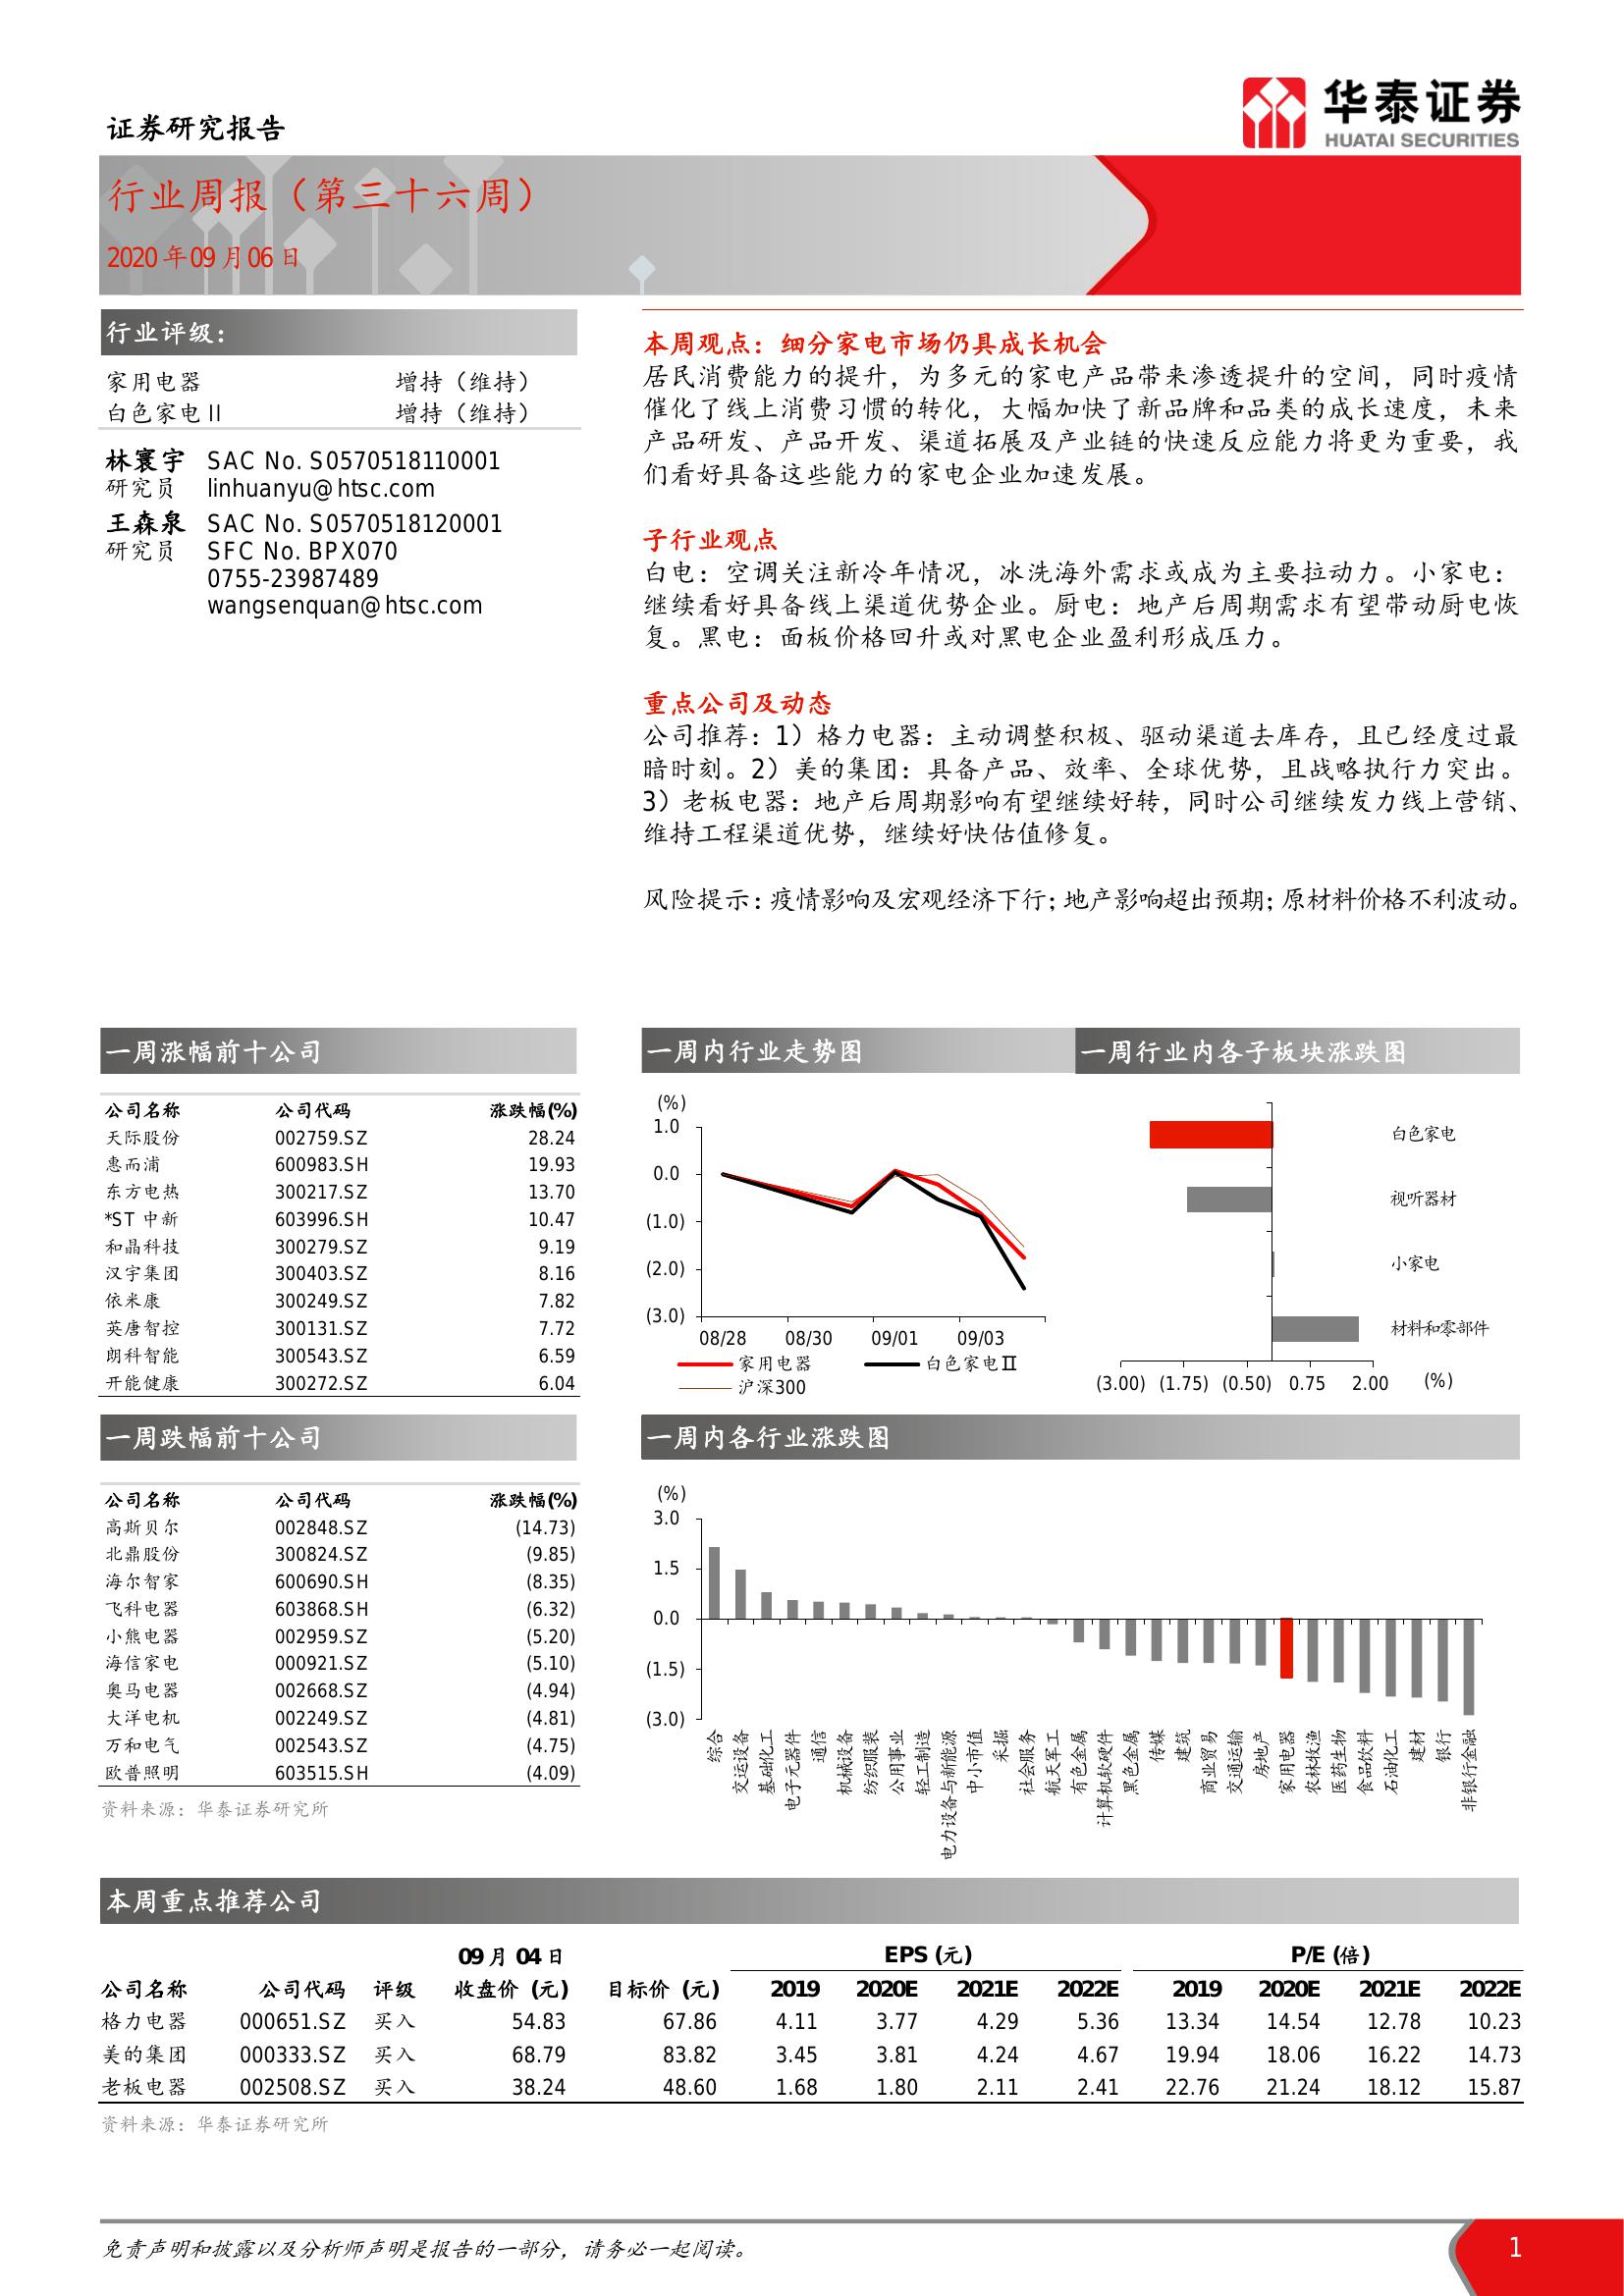 证券研究报告
华泰证券
HUATAI SECURITIES
行业周报（第三十六周）
2020 年 09 月 06 日
行业评级：
家用电器 增持（维持）
白色家电 II 增持（维持）
林寰宇 SAC No. S0570518110001
研究员 linhuanyu@htsc.com
王森泉 SAC No. S0570518120001
研究员 SFC No. BPX070
0755-23987489
wangsenquan@htsc.com
本周观点：细分家电市场仍具成长机会
居民消费能力的提升，为多元的家电产品带来渗透提升的空间，同时疫情
催化了线上消费习惯的转化，大幅加快了新品牌和品类的成长速度，未来
产品研发、产品开发、渠道拓展及产业链的快速反应能力将更为重要，我
们看好具备这些能力的家电企业加速发展。
子行业观点
白电：空调关注新冷年情况，冰洗海外需求或成为主要拉动力。小家电：
继续看好具备线上渠道优势企业。厨电：地产后周期需求有望带动厨电恢
复。黑电：面板价格回升或对黑电企业盈利形成压力。
重点公司及动态
公司推荐：1）格力电器：主动调整积极、驱动渠道去库存，且已经度过最
暗时刻。2）美的集团：具备产品、效率、全球优势，且战略执行力突出。
3）老板电器：地产后周期影响有望继续好转，同时公司继续发力线上营销、
维持工程渠道优势，继续好快估值修复。
风险提示：疫情影响及宏观经济下行；地产影响超出预期；原材料价格不利波动。
一周涨幅前十公司
公司名称 公司代码 涨跌幅(%)
天际股份 002759.SZ 28.24
惠而浦 600983.SH 19.93
东方电热 300217.SZ 13.70
*ST 中新 603996.SH 10.47
和晶科技 300279.SZ 9.19
汉宇集团 300403.SZ 8.16
依米康 300249.SZ 7.82
英唐智控 300131.SZ 7.72
朗科智能 300543.SZ 6.59
开能健康 300272.SZ 6.04
一周跌幅前十公司
公司名称 公司代码 涨跌幅(%)
高斯贝尔 002848.SZ (14.73)
北鼎股份 300824.SZ (9.85)
海尔智家 600690.SH (8.35)
飞科电器 603868.SH (6.32)
小熊电器 002959.SZ (5.20)
海信家电 000921.SZ (5.10)
奥马电器 002668.SZ (4.94)
大洋电机 002249.SZ (4.81)
万和电气 002543.SZ (4.75)
欧普照明 603515.SH (4.09)
资料来源：华泰证券研究所
一周内行业走势图
(%)
1.0
0.0
(1.0)
(2.0)
(3.0)
08/28 08/30 09/01 09/03
家用电器 白色家电II
沪深300
一周行业内各子板块涨跌图
白色家电
视听器材
小家电
材料和零部件
(3.00) (1.75) (0.50) 0.75 2.00 (%)
一周内各行业涨跌图
(%)
3.0
1.5
0.0
(1.5)
(3.0)
综合
交运设备
基础化工
电子元器件
通信
机械设备
纺织服装
公用事业
轻工制造
电力设备与新能源
中小市值
采掘
社会服务
航天军工
有色金属
计算机软硬件
黑色金属
传媒
建筑
商业贸易
交通运输
房地产
家用电器
农林牧渔
医药生物
食品饮料
石油化工
建材
银行
非银行金融
本周重点推荐公司
09 月 04 日 EPS (元) P/E (倍)
公司名称 公司代码 评级 收盘价 (元) 目标价 (元) 2019 2020E 2021E 2022E 2019 2020E 2021E 2022E
格力电器 000651.SZ 买入 54.83 67.86 4.11 3.77 4.29 5.36 13.34 14.54 12.78 10.23
美的集团 000333.SZ 买入 68.79 83.82 3.45 3.81 4.24 4.67 19.94 18.06 16.22 14.73
老板电器 002508.SZ 买入 38.24 48.60 1.68 1.80 2.11 2.41 22.76 21.24 18.12 15.87
资料来源：华泰证券研究所
免责声明和披露以及分析师声明是报告的一部分，请务必一起阅读。
1